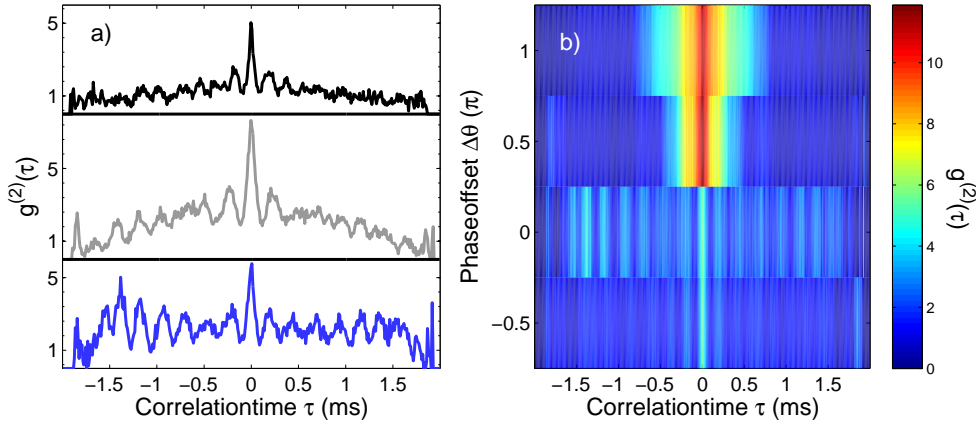 a)
5
1
5
1
5
1
g(2)(τ)
−1.5 −1 −0.5 0 0.5 1 1.5
Correlationtime τ (ms)
b)
1
0.5
0
−0.5
Phaseoffset Δθ (π)
−1.5 −1 −0.5 0 0.5 1 1.5
Correlationtime τ (ms)
10
8
6
4
2
0
g(2)(τ)